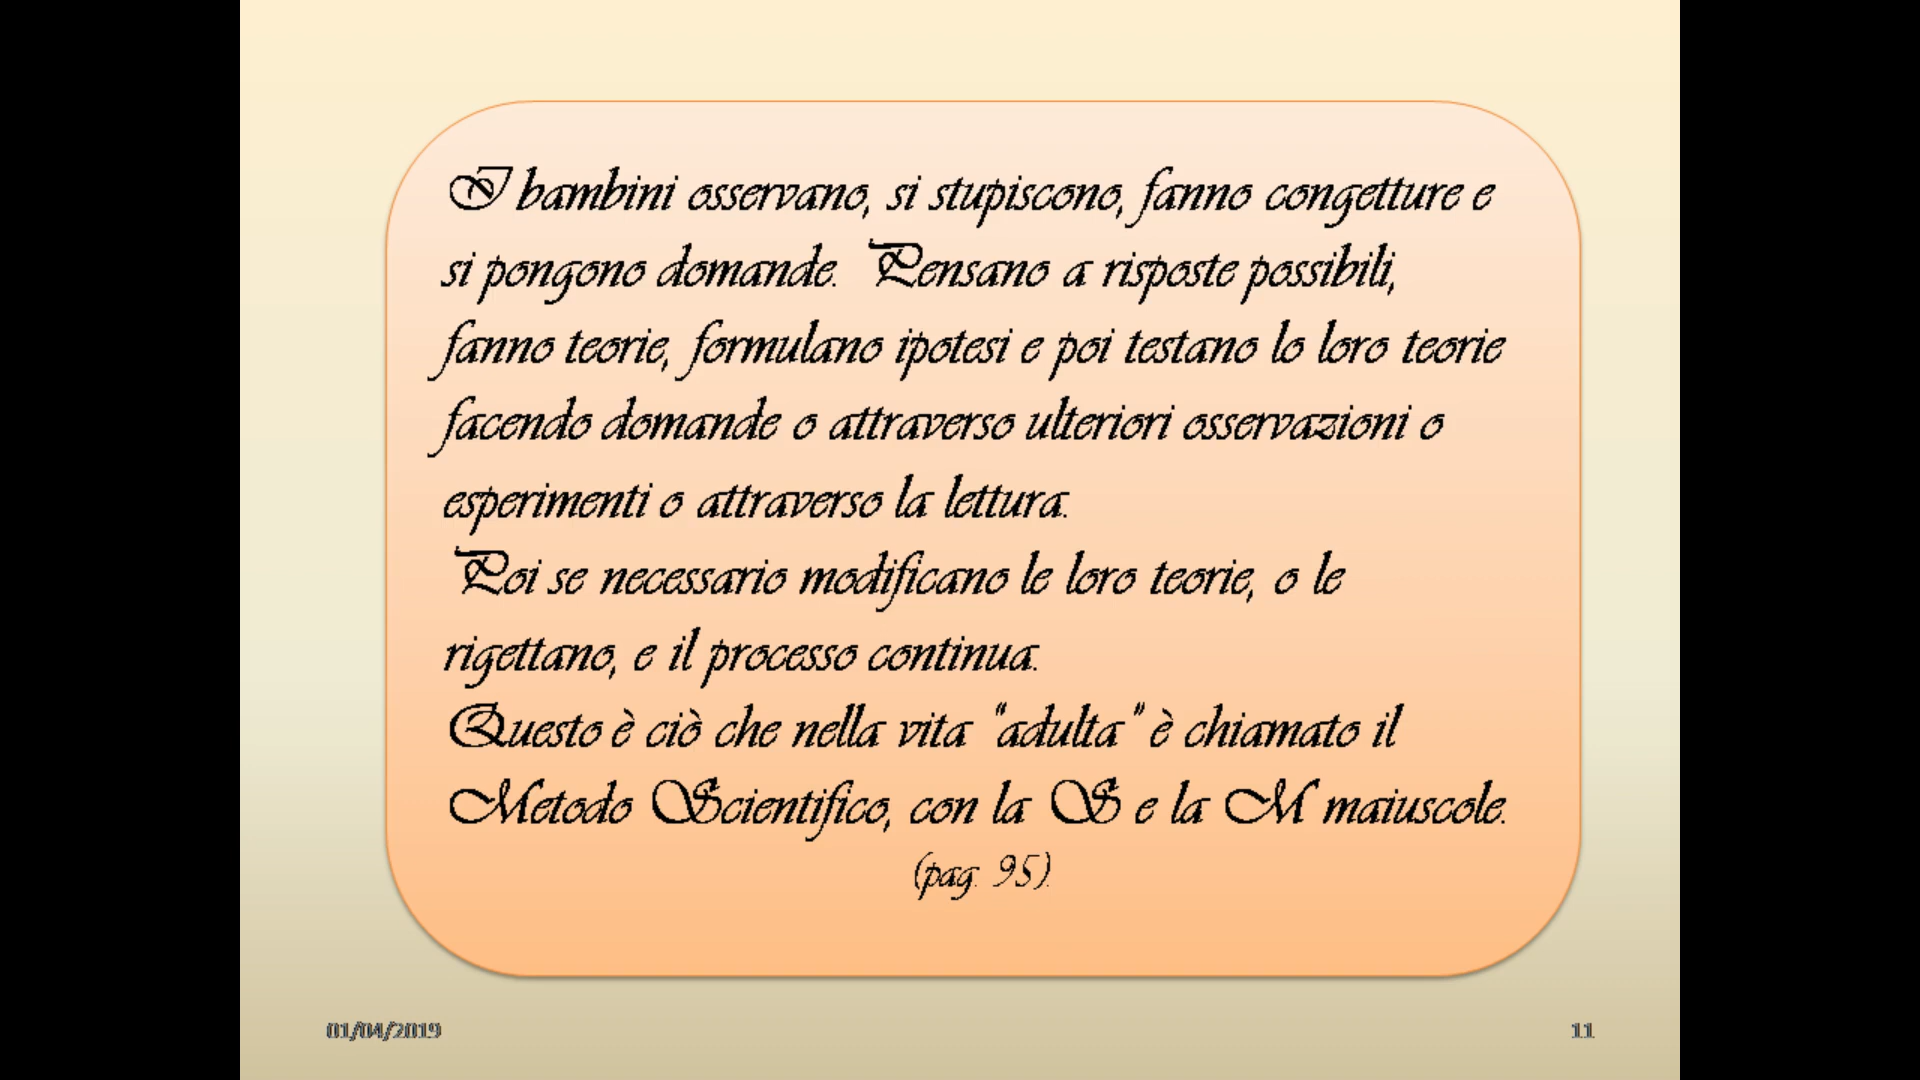 I bambini osservano, si stupiscono, fanno congetture e
si pongono domande. Pensano a risposte possibili,
fanno teorie, formulano ipotesi e poi testano lo loro teorie
facendo domande o attraverso ulteriori osservazioni o
esperimenti o attraverso la lettura.
Poi se necessario modificano le loro teorie, o le
rigettano, e il processo continua.
Questo è ciò che nella vita "adulta" è chiamato il
Metodo Scientifico, con la S e la M maiuscole.
(pag. 95).
01/04/2019
11